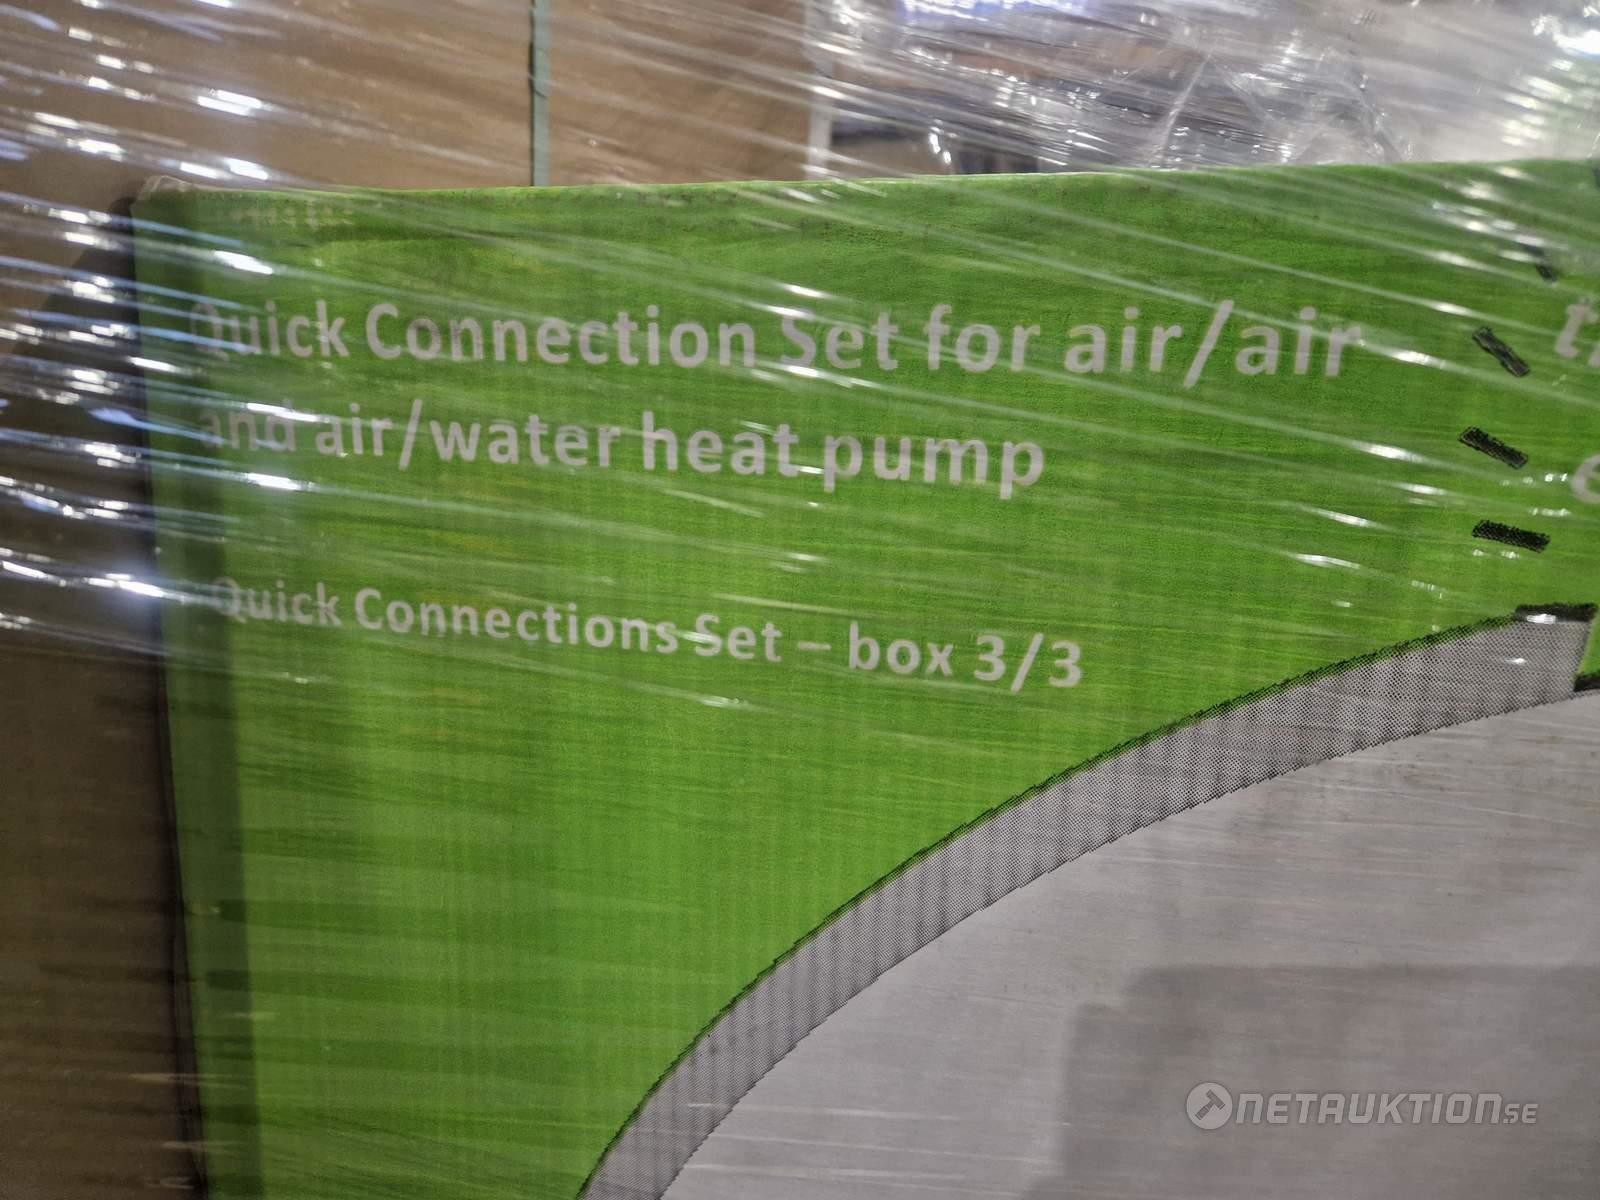 Quick Connection Set for air/air
and air/water heat pump
Quick Connections Set – box 3/3
NETAUKTION.SE